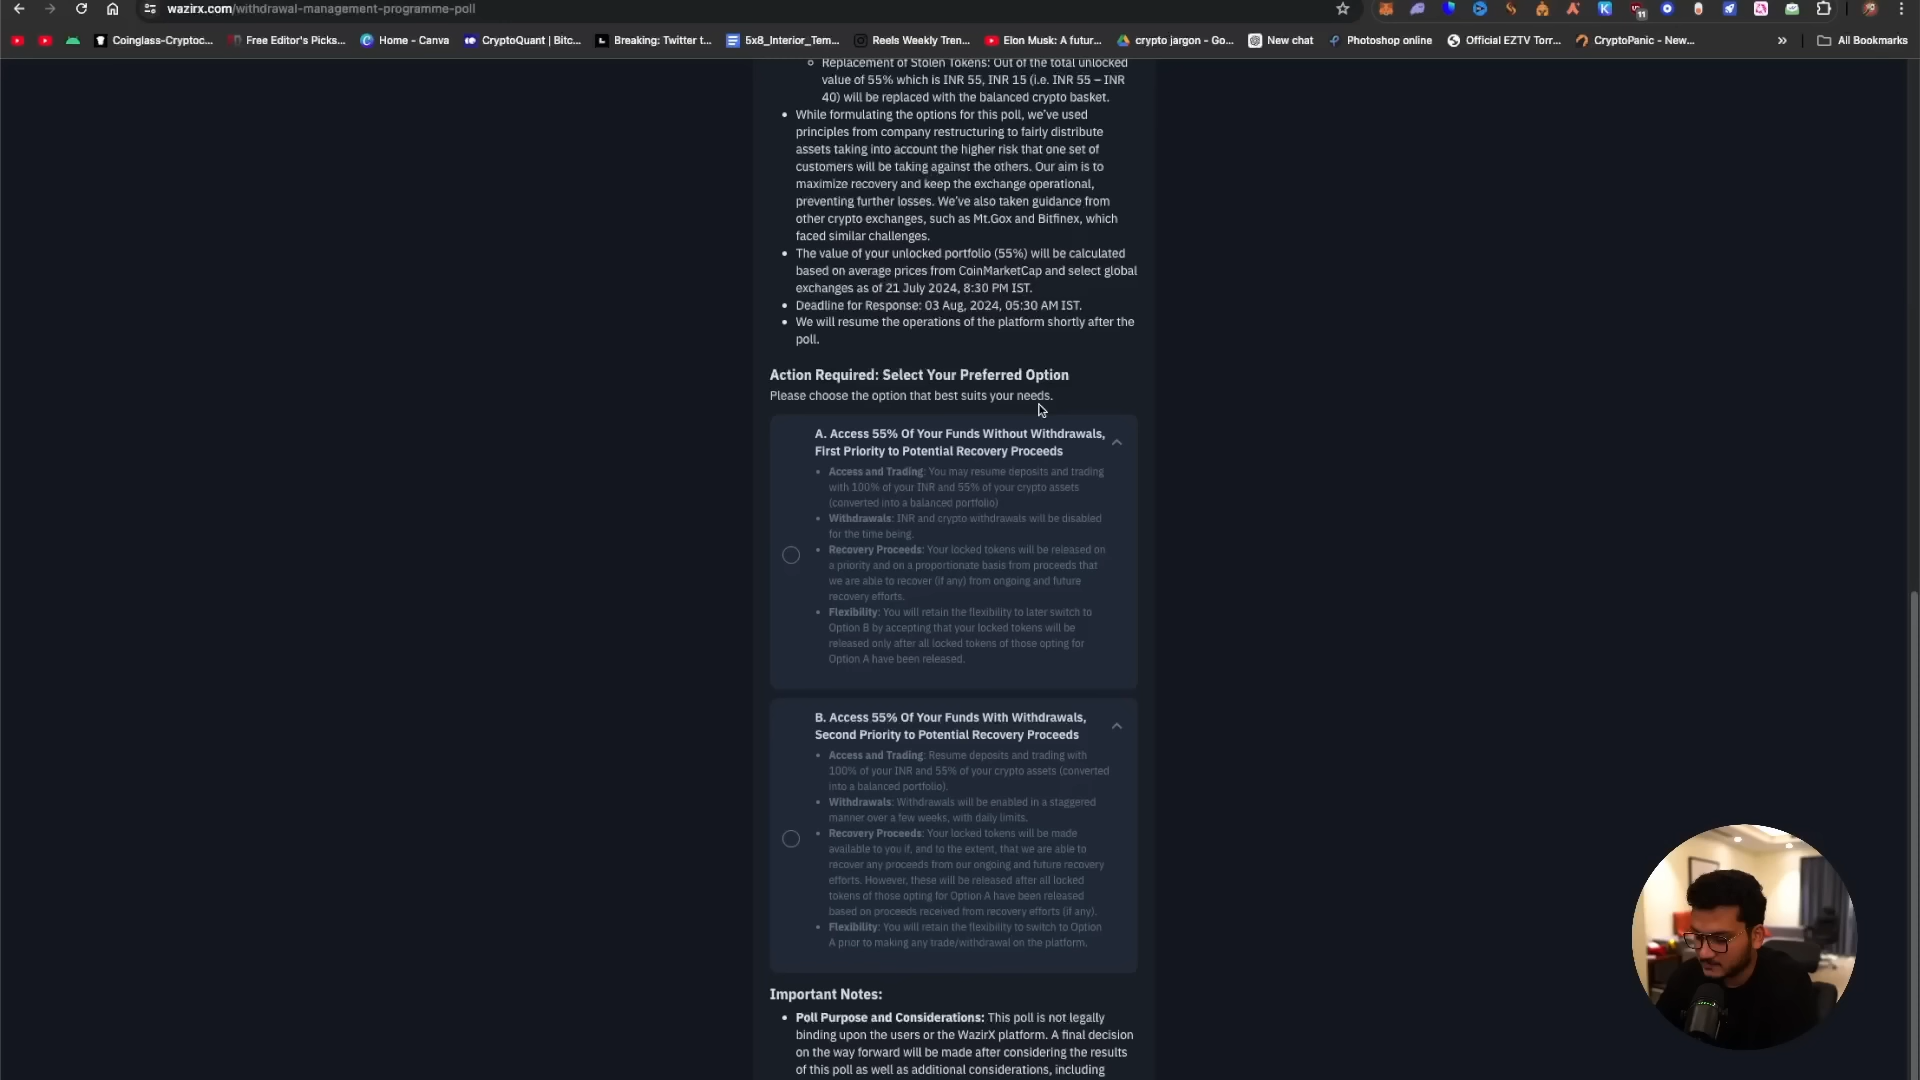 wazirx.com/withdrawal-management-programme-poll
Coinglass-Cryptoc...
Free Editor's Picks...
Home - Canva
CryptoQuant | Bitc...
Breaking: Twitter t...
5x8_Interior_Tem...
Reels Weekly Tren...
Elon Musk: A futur...
crypto jargon - Go...
New chat
Photoshop online
Official EZTV Torr...
CryptoPanic - New...
»
All Bookmarks
11
Replacement of Stolen Tokens: Out of the total unlocked
value of 55% which is INR 55, INR 15 (i.e. INR 55 – INR
40) will be replaced with the balanced crypto basket.
While formulating the options for this poll, we've used
principles from company restructuring to fairly distribute
assets taking into account the higher risk that one set of
customers will be taking against the others. Our aim is to
maximize recovery and keep the exchange operational,
preventing further losses. We've also taken guidance from
other crypto exchanges, such as Mt.Gox and Bitfinex, which
faced similar challenges.
The value of your unlocked portfolio (55%) will be calculated
based on average prices from CoinMarketCap and select global
exchanges as of 21 July 2024, 8:30 PM IST.
Deadline for Response: 03 Aug, 2024, 05:30 AM IST.
We will resume the operations of the platform shortly after the
poll.
Action Required: Select Your Preferred Option
Please choose the option that best suits your needs.
A. Access 55% Of Your Funds Without Withdrawals,
First Priority to Potential Recovery Proceeds
Access and Trading: You may resume deposits and trading
with 100% of your INR and 55% of your crypto assets
(converted into a balanced portfolio)
Withdrawals: INR and crypto withdrawals will be disabled
for the time being.
Recovery Proceeds: Your locked tokens will be released on
a priority and on a proportionate basis from proceeds that
we are able to recover (if any) from ongoing and future
recovery efforts.
Flexibility: You will retain the flexibility to later switch to
Option B by accepting that your locked tokens will be
released only after all locked tokens of those opting for
Option A have been released.
B. Access 55% Of Your Funds With Withdrawals,
Second Priority to Potential Recovery Proceeds
Access and Trading: Resume deposits and trading with
100% of your INR and 55% of your crypto assets (converted
into a balanced portfolio).
Withdrawals: Withdrawals will be enabled in a staggered
manner over a few weeks, with daily limits.
Recovery Proceeds: Your locked tokens will be made
available to you if, and to the extent, that we are able to
recover any proceeds from our ongoing and future recovery
efforts. However, these will be released after all locked
tokens of those opting for Option A have been released
based on proceeds received from recovery efforts (if any).
Flexibility: You will retain the flexibility to switch to Option
A prior to making any trade/withdrawal on the platform.
Important Notes:
Poll Purpose and Considerations: This poll is not legally
binding upon the users or the WazirX platform. A final decision
on the way forward will be made after considering the results
of this poll as well as additional considerations, including